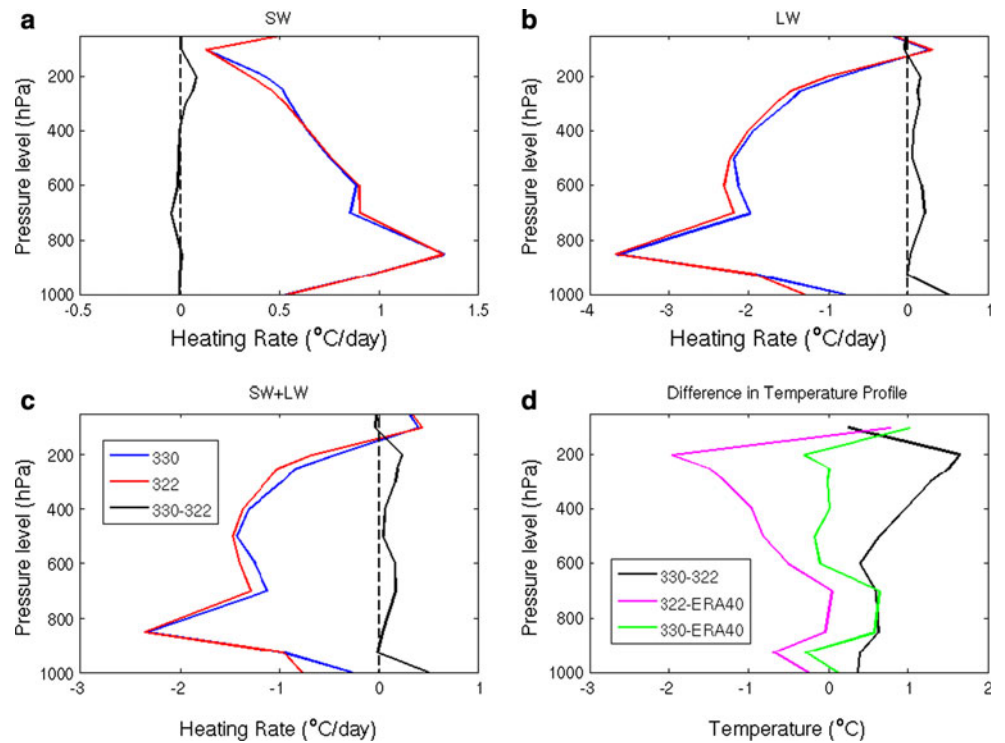 a
SW
Pressure level (hPa)
200
400
600
800
1000
-0.5
0
0.5
1
1.5
Heating Rate (°C/day)
b
LW
Pressure level (hPa)
200
400
600
800
1000
-4
-3
-2
-1
0
1
Heating Rate (°C/day)
c
SW+LW
Pressure level (hPa)
200
400
600
800
1000
330
322
330-322
-3
-2
-1
0
1
Heating Rate (°C/day)
d
Difference in Temperature Profile
Pressure level (hPa)
200
400
600
800
1000
330-322
322-ERA40
330-ERA40
-3
-2
-1
0
1
2
Temperature (°C)